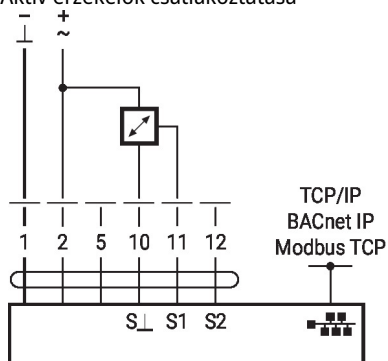 Aktív érzékelők csatlakoztatása
– +
⊥ ~
TCP/IP
BACnet IP
Modbus TCP
1 2 5 10 11 12
S⊥ S1 S2